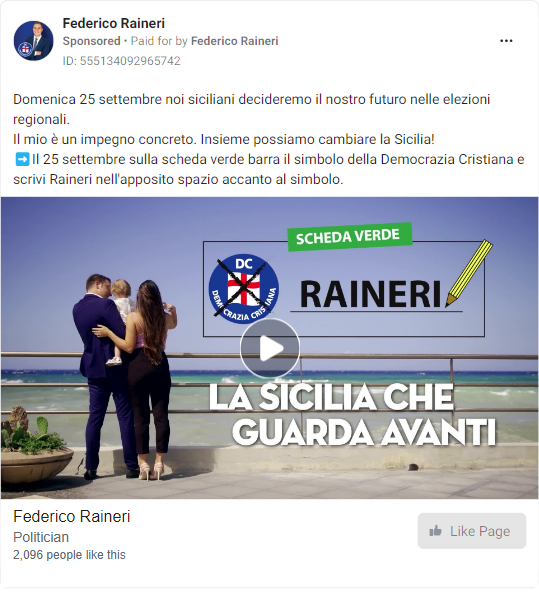 Federico Raineri
Sponsored • Paid for by Federico Raineri
ID: 555134092965742
Domenica 25 settembre noi siciliani decideremo il nostro futuro nelle elezioni
regionali.
Il mio è un impegno concreto. Insieme possiamo cambiare la Sicilia!
➡️Il 25 settembre sulla scheda verde barra il simbolo della Democrazia Cristiana e
scrivi Raineri nell'apposito spazio accanto al simbolo.
SCHEDA VERDE
DC
DEMOCRAZIA CRISTIANA
RAINERI
LA SICILIA CHE
GUARDA AVANTI
Federico Raineri
Politician
2,096 people like this
Like Page